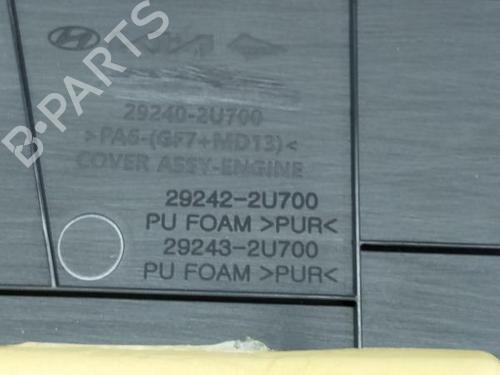 KIA
29240-2U700
>PA6-(GF7+MD13)<
COVER ASSY-ENGINE
29242-2U700
PU FOAM >PUR<
29243-2U700
PU FOAM >PUR<
B-PARTS